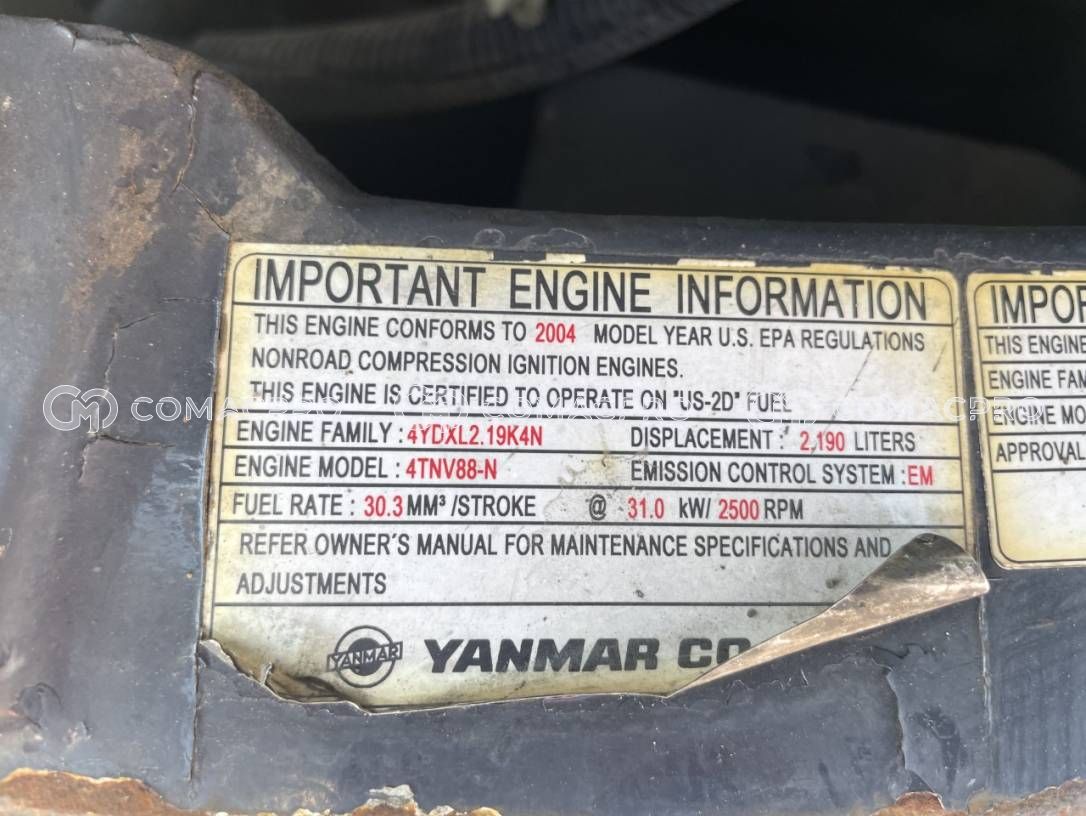 IMPORTANT ENGINE INFORMATION
THIS ENGINE CONFORMS TO 2004 MODEL YEAR U.S. EPA REGULATIONS
NONROAD COMPRESSION IGNITION ENGINES.
THIS ENGINE IS CERTIFIED TO OPERATE ON "US-2D" FUEL
ENGINE FAMILY : 4YDXL2.19K4N DISPLACEMENT : 2,190 LITERS
ENGINE MODEL : 4TNV88-N EMISSION CONTROL SYSTEM : EM
FUEL RATE : 30.3 MM³ /STROKE @ 31.0 kW/ 2500 RPM
REFER OWNER'S MANUAL FOR MAINTENANCE SPECIFICATIONS AND
ADJUSTMENTS
YANMAR YANMAR CO
IMPOR
THIS ENGINE
ENGINE FAM
ENGINE MO
APPROVAL
COMACPRO COMACPRO COMACPRO